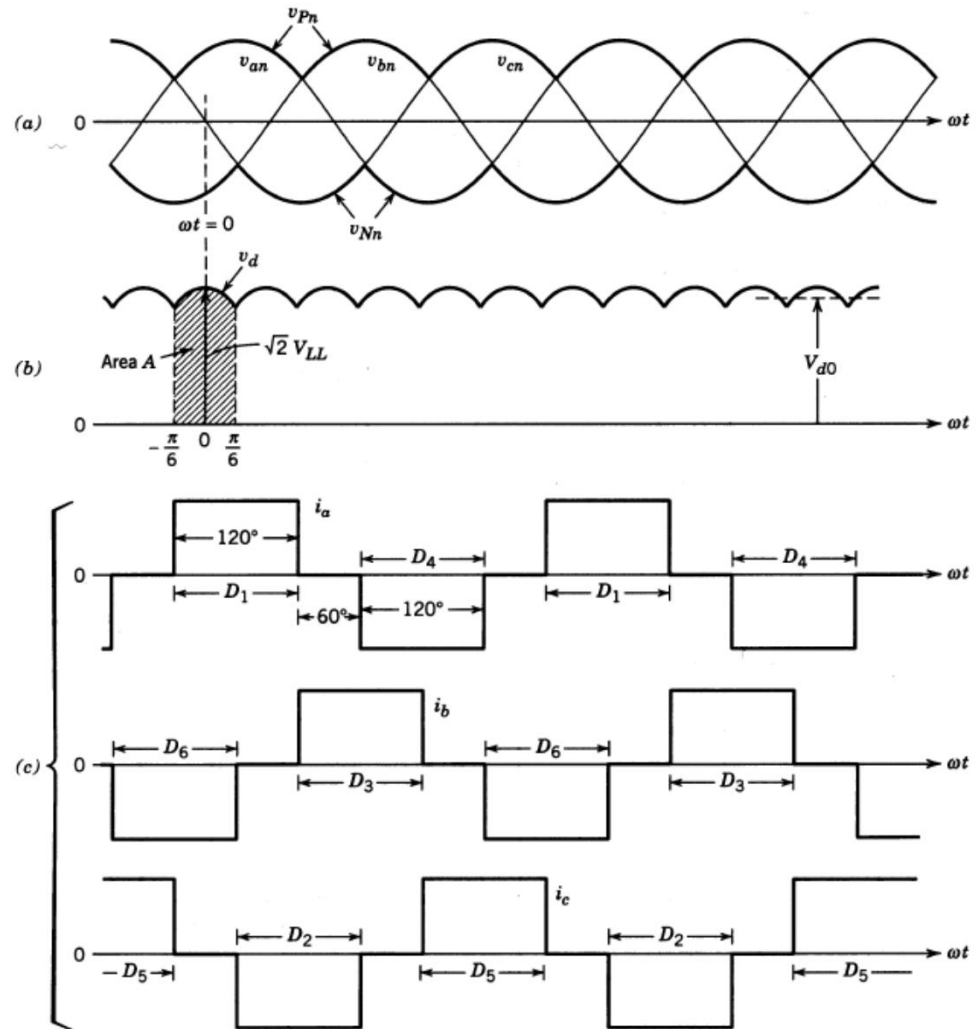 v_Pn
v_an v_bn v_cn
(a) 0 ωt
ωt = 0 v_Nn
v_d
Area A √2 V_LL V_d0
(b)
0 ωt
-π/6 0 π/6
i_a
120° D_4 D_4
0 ωt
D_1 60° 120° D_1
i_b
D_6 D_6
(c) 0 ωt
D_3 D_3
i_c
D_2 D_2
0 ωt
D_5 D_5 D_5